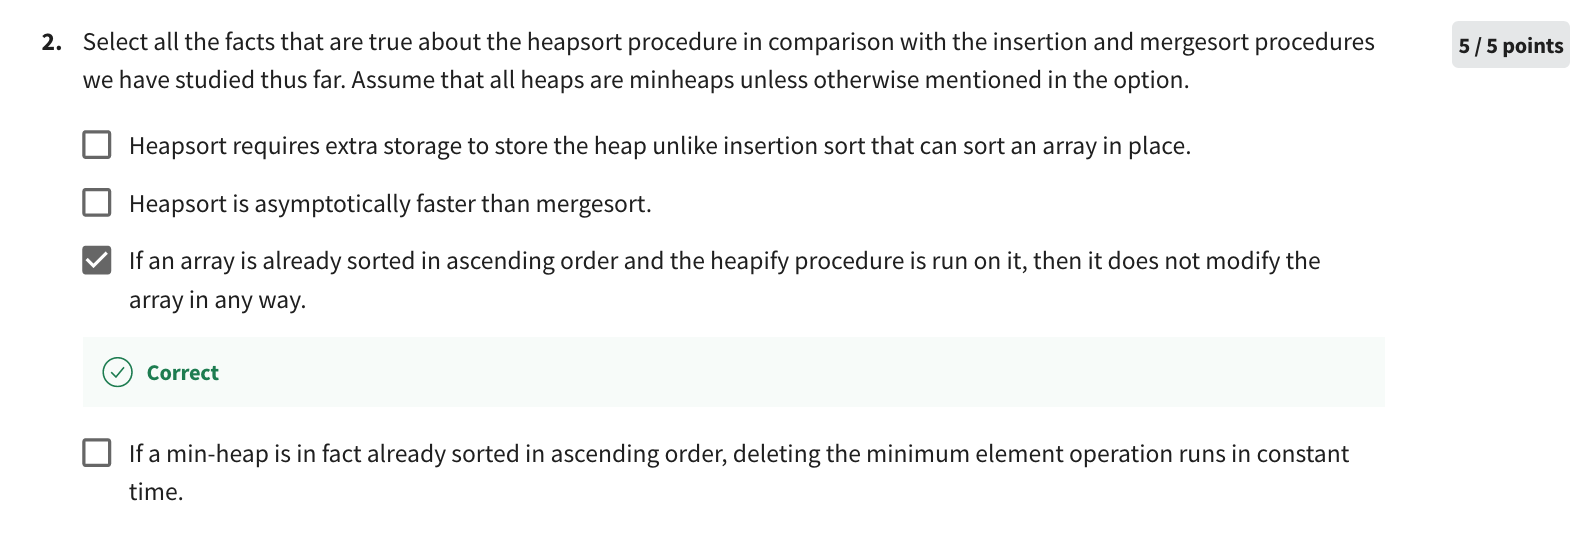 2. Select all the facts that are true about the heapsort procedure in comparison with the insertion and mergesort procedures
5 / 5 points
we have studied thus far. Assume that all heaps are minheaps unless otherwise mentioned in the option.
Heapsort requires extra storage to store the heap unlike insertion sort that can sort an array in place.
Heapsort is asymptotically faster than mergesort.
If an array is already sorted in ascending order and the heapify procedure is run on it, then it does not modify the
array in any way.
Correct
If a min-heap is in fact already sorted in ascending order, deleting the minimum element operation runs in constant
time.